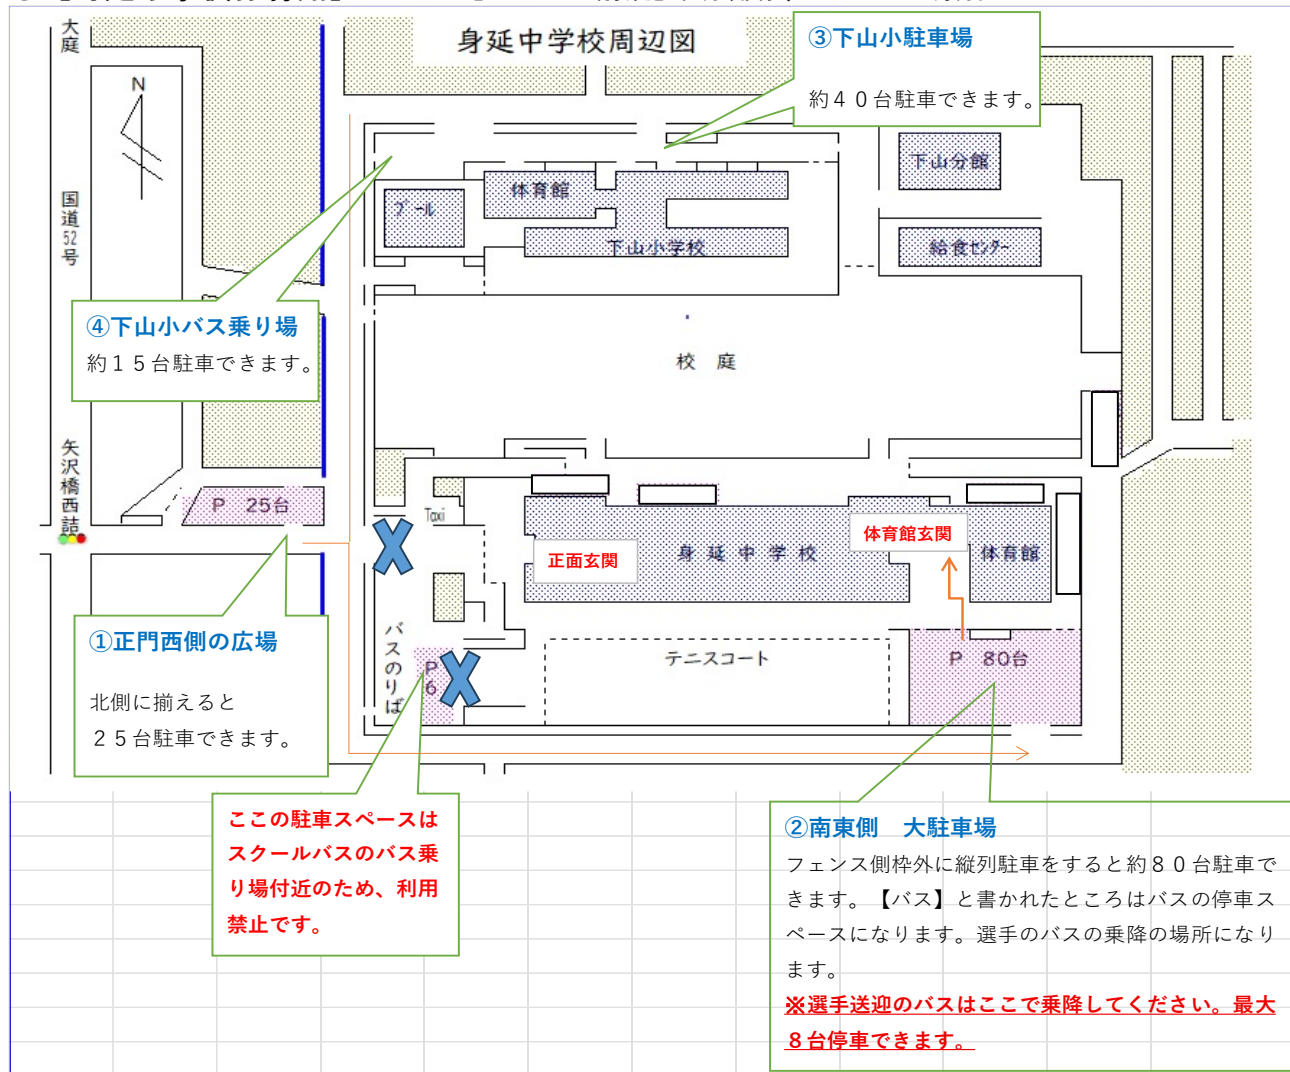 身延中学校周辺図
③下山小駐車場
約４０台駐車できます。
大庭
N
国道52号
矢沢橋西詰
下山分館
体育館
プール
下山小学校
給食センター
④下山小バス乗り場
約１５台駐車できます。
校庭
P 25台
Taxi
正面玄関
身延中学校
体育館玄関
体育館
①正門西側の広場
北側に揃えると
２５台駐車できます。
バスのりば
P
6
テニスコート
P 80台
ここの駐車スペースは
スクールバスのバス乗
り場付近のため、利用
禁止です。
②南東側　大駐車場
フェンス側枠外に縦列駐車をすると約８０台駐車で
きます。【バス】と書かれたところはバスの停車ス
ペースになります。選手のバスの乗降の場所になり
ます。
※選手送迎のバスはここで乗降してください。最大
８台停車できます。